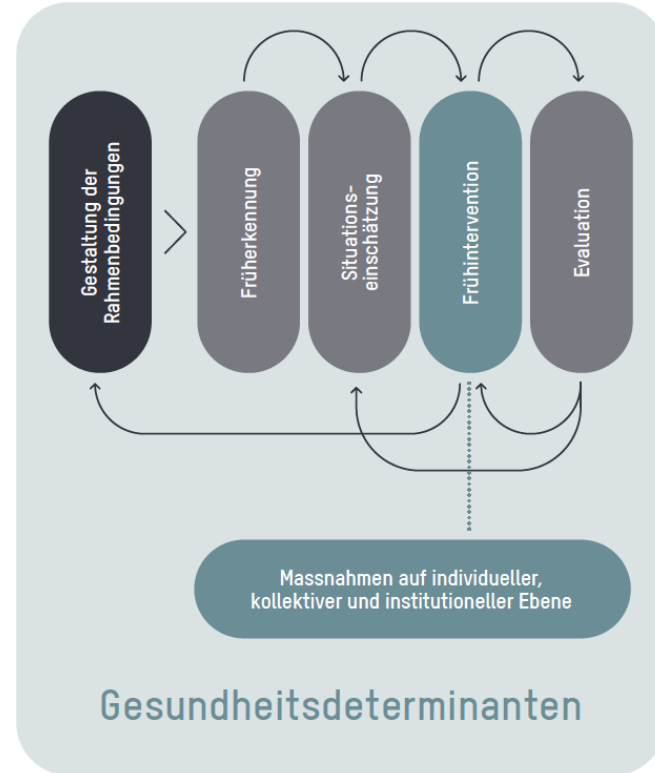 Gestaltung der
Rahmenbedingungen
Früherkennung
Situations-
einschätzung
Frühintervention
Evaluation
Massnahmen auf individueller,
kollektiver und institutioneller Ebene
Gesundheitsdeterminanten